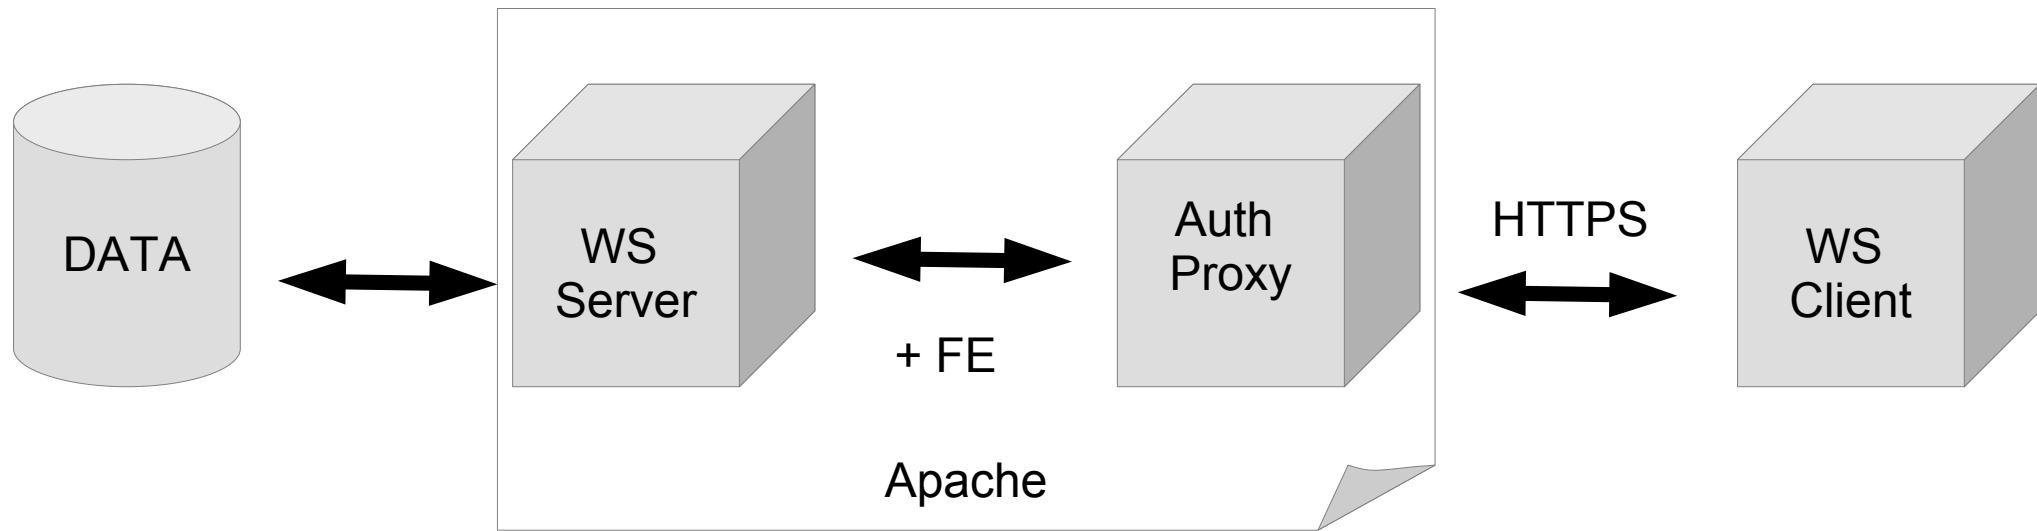 DATA
WS
Server
+ FE
Auth
Proxy
HTTPS
WS
Client
Apache